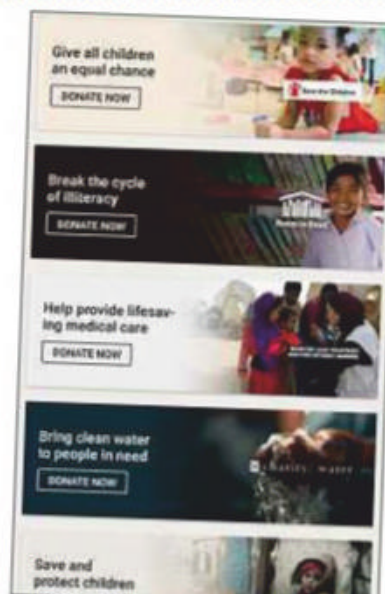 Give all children
an equal chance
DONATE NOW
Save the Children
Break the cycle
of illiteracy
DONATE NOW
Room to Read
Help provide lifesav-
ing medical care
DONATE NOW
Bring clean water
to people in need
DONATE NOW
charity: water
Save and
protect children